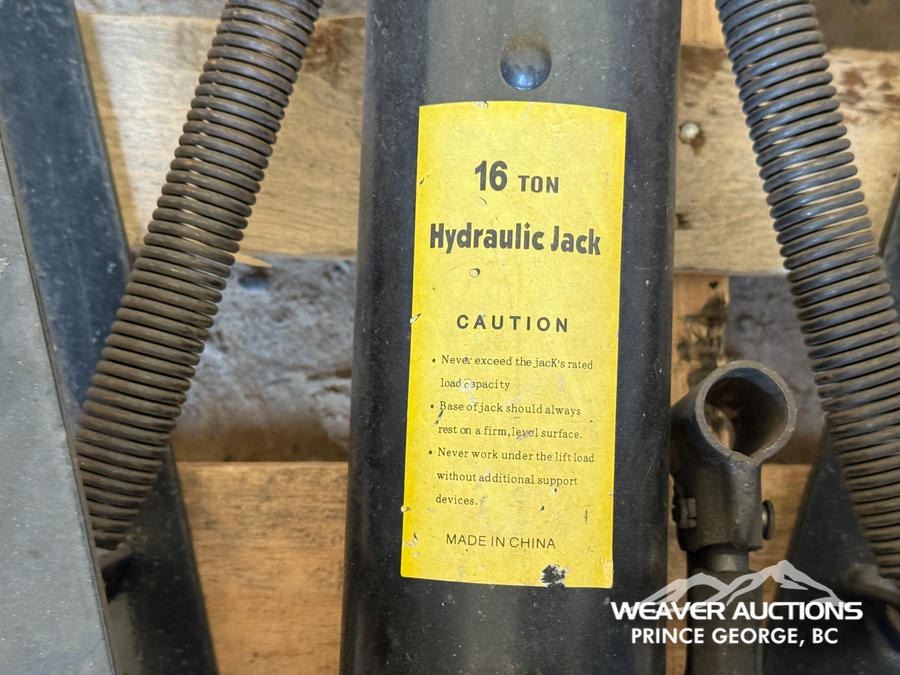 16 TON
Hydraulic Jack
CAUTION
• Never exceed the jacK's rated
load capacity
• Base of jack should always
rest on a firm,level surface.
• Never work under the lift load
without additional support
devices.
MADE IN CHINA
WEAVER AUCTIONS
PRINCE GEORGE, BC